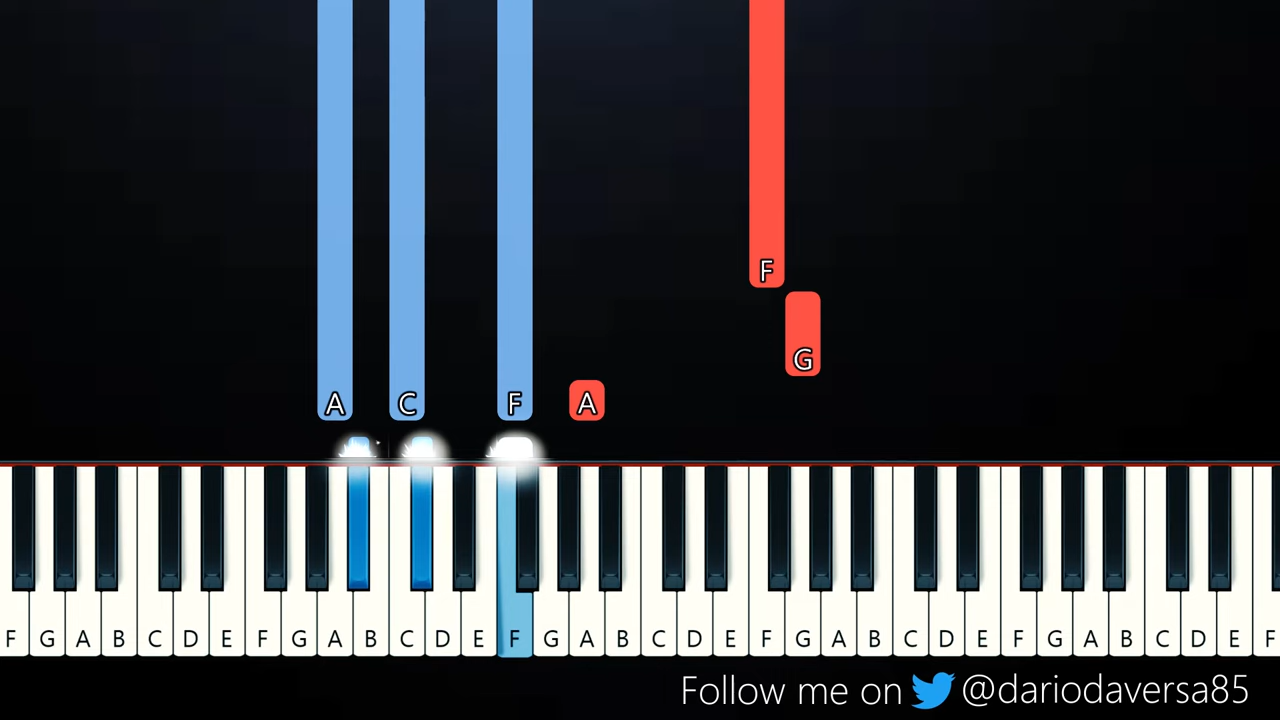 F
G
A C F A
F G A B C D E F G A B C D E F G A B C D E F G A B C D E F G A B C D E F
Follow me on @dariodaversa85